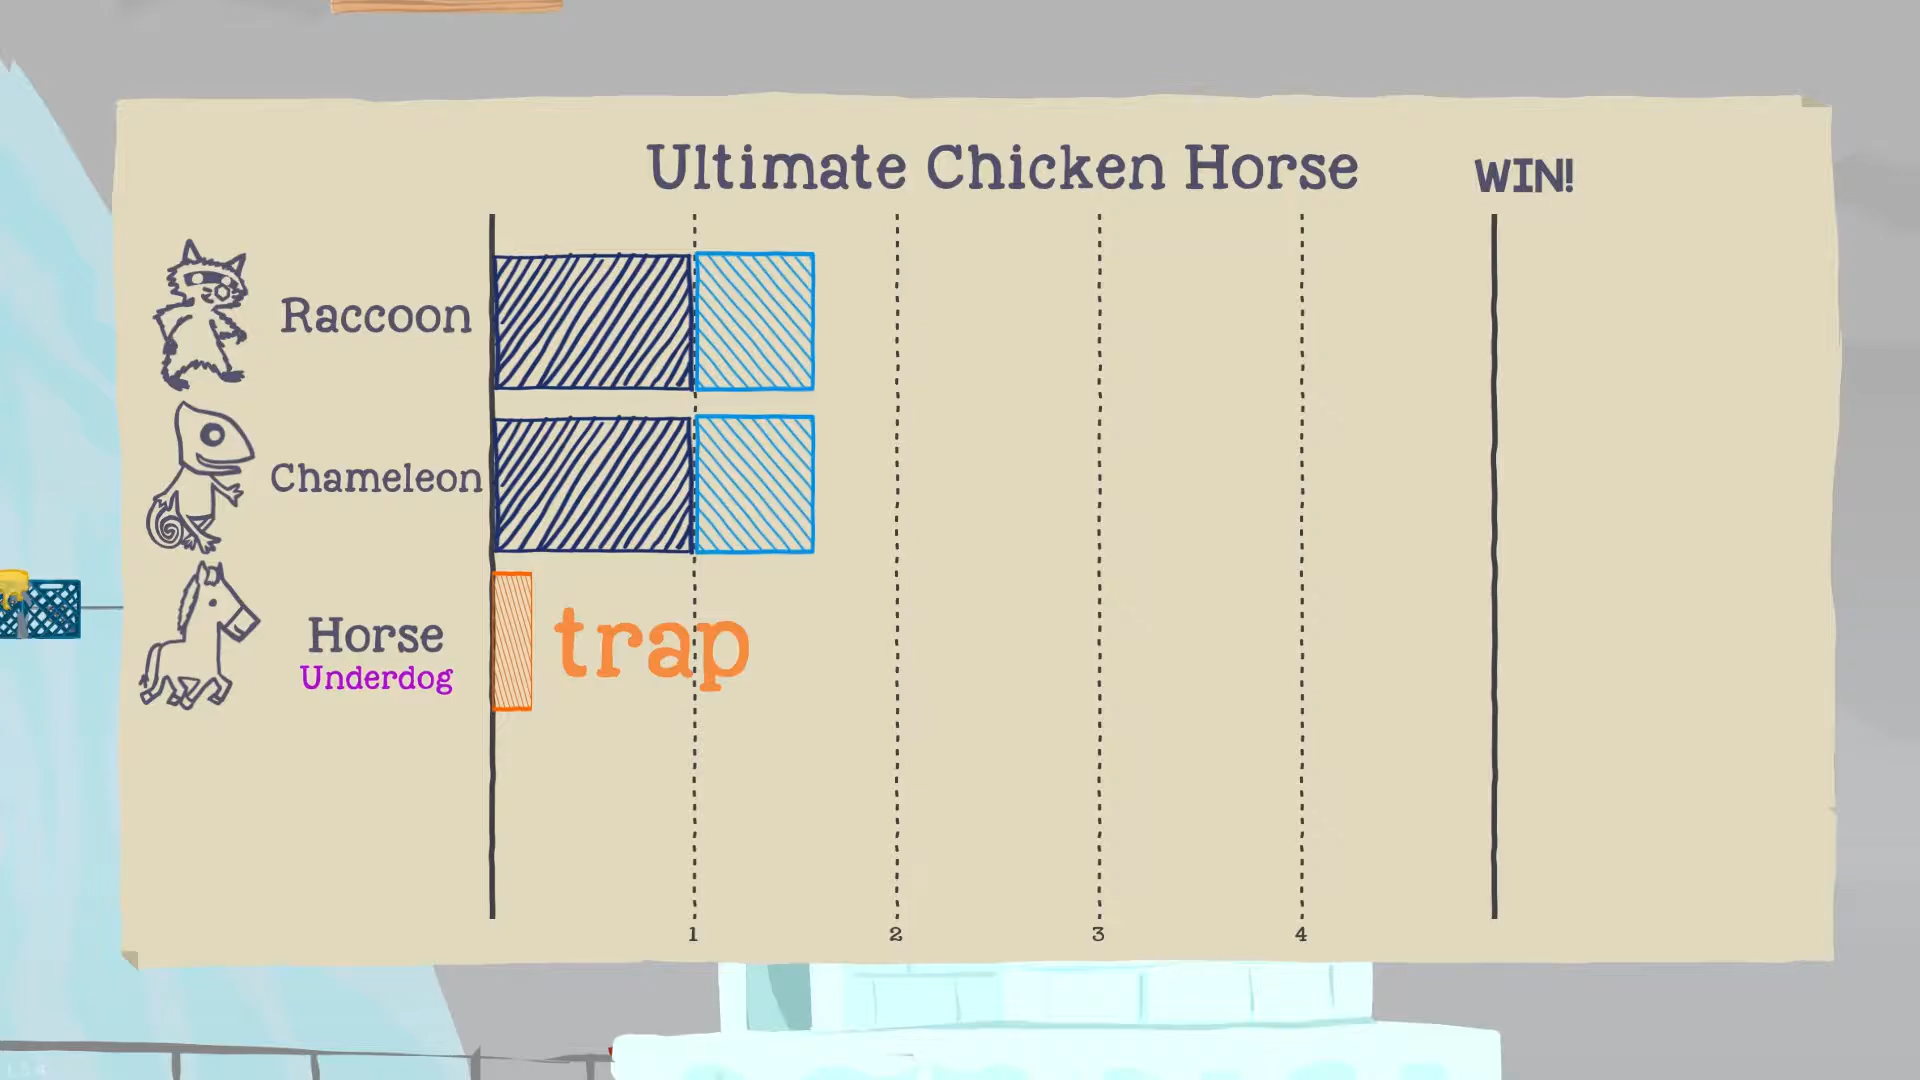 Ultimate Chicken Horse
WIN!
Raccoon
Chameleon
Horse
Underdog
trap
1 2 3 4